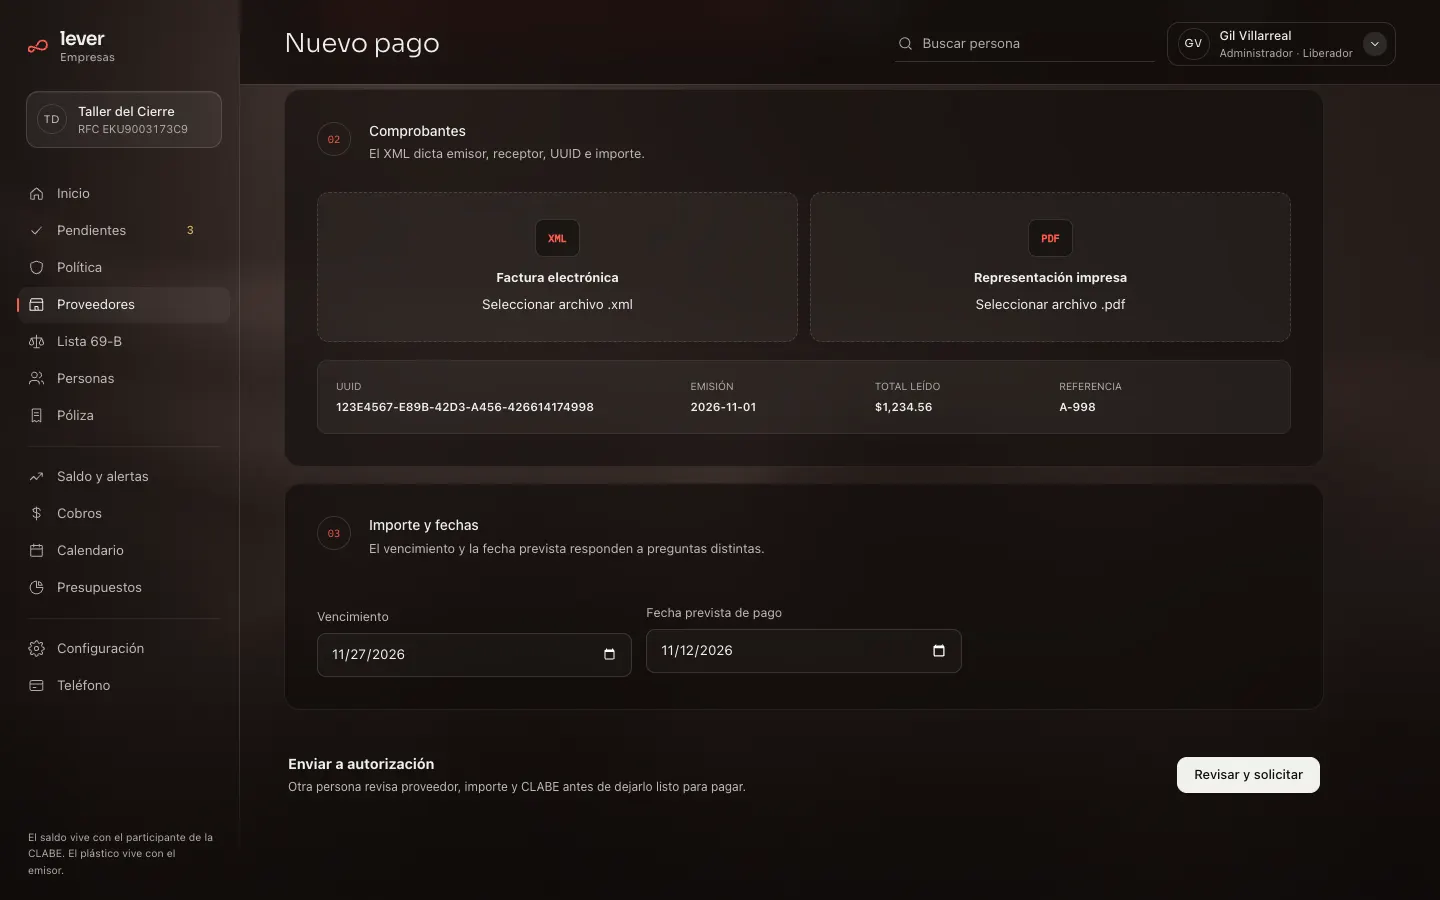 lever
Empresas
TD
Taller del Cierre
RFC EKU9003173C9
Inicio
Pendientes
3
Política
Proveedores
Lista 69-B
Personas
Póliza
Saldo y alertas
Cobros
Calendario
Presupuestos
Configuración
Teléfono
El saldo vive con el participante de la
CLABE. El plástico vive con el
emisor.
Nuevo pago
Buscar persona
GV
Gil Villarreal
Administrador · Liberador
02
Comprobantes
El XML dicta emisor, receptor, UUID e importe.
XML
Factura electrónica
Seleccionar archivo .xml
PDF
Representación impresa
Seleccionar archivo .pdf
UUID
123E4567-E89B-42D3-A456-426614174998
EMISIÓN
2026-11-01
TOTAL LEÍDO
$1,234.56
REFERENCIA
A-998
03
Importe y fechas
El vencimiento y la fecha prevista responden a preguntas distintas.
Vencimiento
11/27/2026
Fecha prevista de pago
11/12/2026
Enviar a autorización
Otra persona revisa proveedor, importe y CLABE antes de dejarlo listo para pagar.
Revisar y solicitar